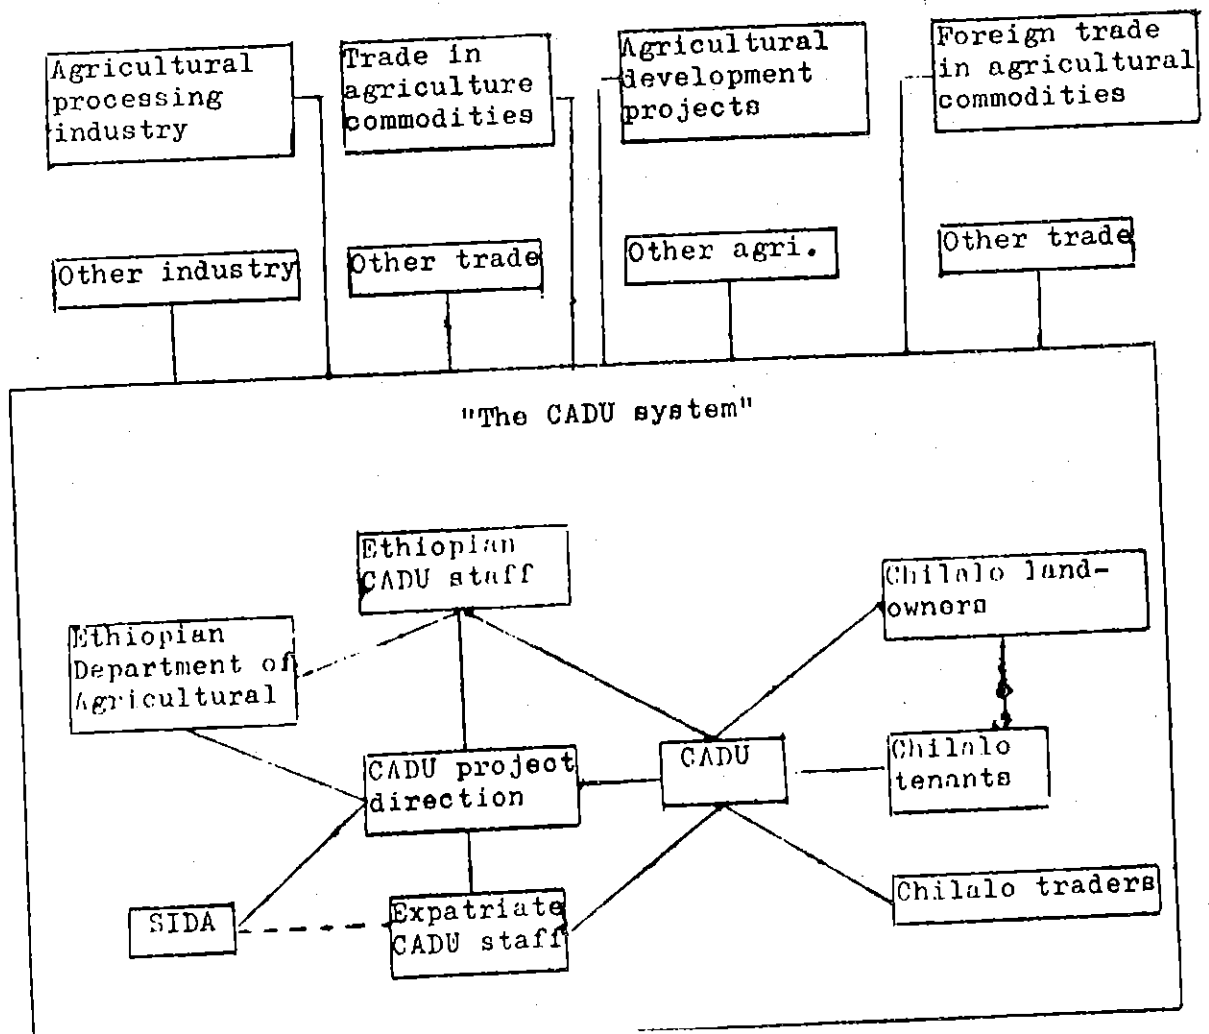 Agricultural
processing
industry
Trade in
agriculture
commodities
Agricultural
development
projects
Foreign trade
in agricultural
commodities
Other industry
Other trade
Other agri.
Other trade
"The CADU system"
Ethiopian
CADU staff
Chilalo land-
owners
Ethiopian
Department of
Agricultural
CADU project
direction
CADU
Chilalo
tenants
SIDA
Expatriate
CADU staff
Chilalo traders